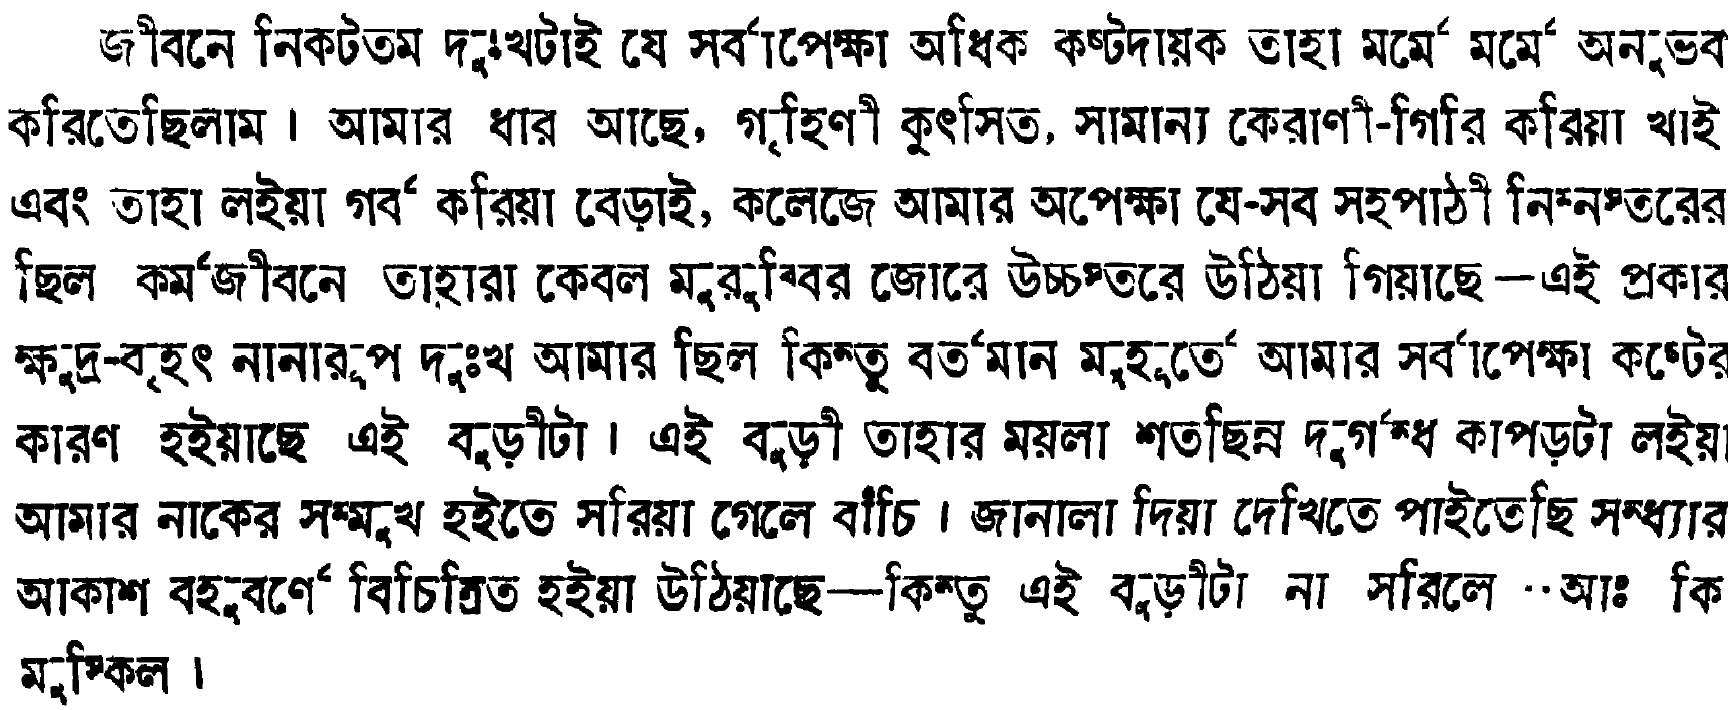 জীবনে নিকটতম দুঃখটাই যে সর্বাপেক্ষা অধিক কষ্টদায়ক তাহা মর্মে মর্মে অনুভব
করিতেছিলাম । আমার ধার আছে, গৃহিণী কুৎসিত, সামান্য কেরাণী-গিরি করিয়া খাই
এবং তাহা লইয়া গর্ব করিয়া বেড়াই, কলেজে আমার অপেক্ষা যে-সব সহপাঠী নিম্নস্তরের
ছিল কর্মজীবনে তাহারা কেবল মুরুব্বির জোরে উচ্চস্তরে উঠিয়া গিয়াছে —এই প্রকার
ক্ষুদ্র-বৃহৎ নানারূপ দুঃখ আমার ছিল কিন্তু বর্তমান মুহূর্তে আমার সর্বাপেক্ষা কষ্টের
কারণ হইয়াছে এই বুড়ীটা । এই বুড়ী তাহার ময়লা শতছিন্ন দুর্গন্ধ কাপড়টা লইয়া
আমার নাকের সম্মুখ হইতে সরিয়া গেলে বাঁচি । জানালা দিয়া দেখিতে পাইতেছি সন্ধ্যার
আকাশ বহুবর্ণে বিচিত্রিত হইয়া উঠিয়াছে—কিন্তু এই বুড়ীটা না সরিলে ··আঃ কি
মুস্কিল ।